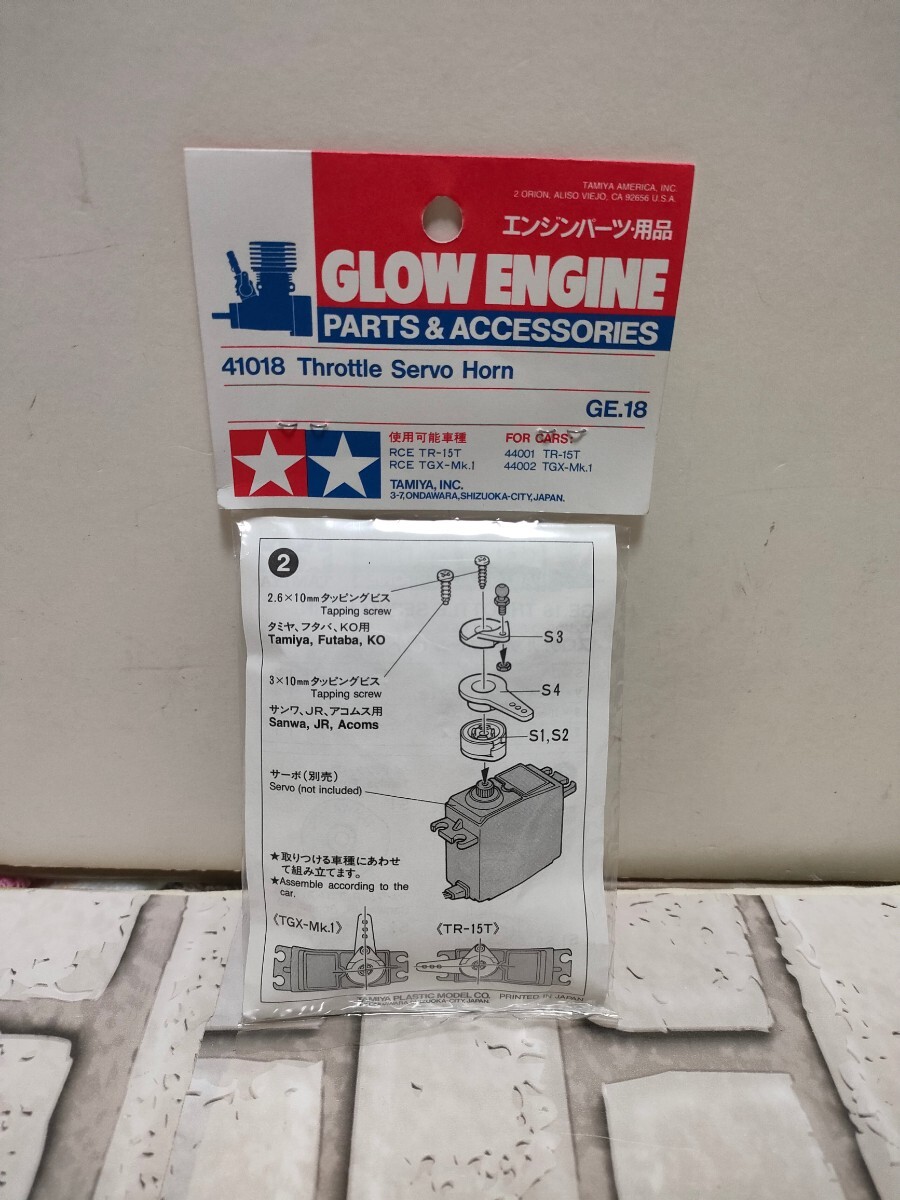 TAMIYA AMERICA, INC.
2 ORION, ALISO VIEJO, CA 92656 U.S.A.
エンジンパーツ・用品
GLOW ENGINE
PARTS & ACCESSORIES
41018 Throttle Servo Horn
GE.18
使用可能車種
RCE TR-15T
RCE TGX-Mk.1
FOR CARS:
44001 TR-15T
44002 TGX-Mk.1
TAMIYA, INC.
3-7, ONDAWARA, SHIZUOKA-CITY, JAPAN.
2
2.6×10mmタッピングビス
Tapping screw
タミヤ、フタバ、KO用
Tamiya, Futaba, KO
S3
3×10mmタッピングビス
Tapping screw
S4
サンワ、JR、アコムス用
Sanwa, JR, Acoms
S1, S2
サーボ(別売)
Servo (not included)
★取りつける車種にあわせ
て組み立てます。
★Assemble according to the
car.
《TGX-Mk.1》
《TR-15T》
TAMIYA PLASTIC MODEL CO. PRINTED IN JAPAN